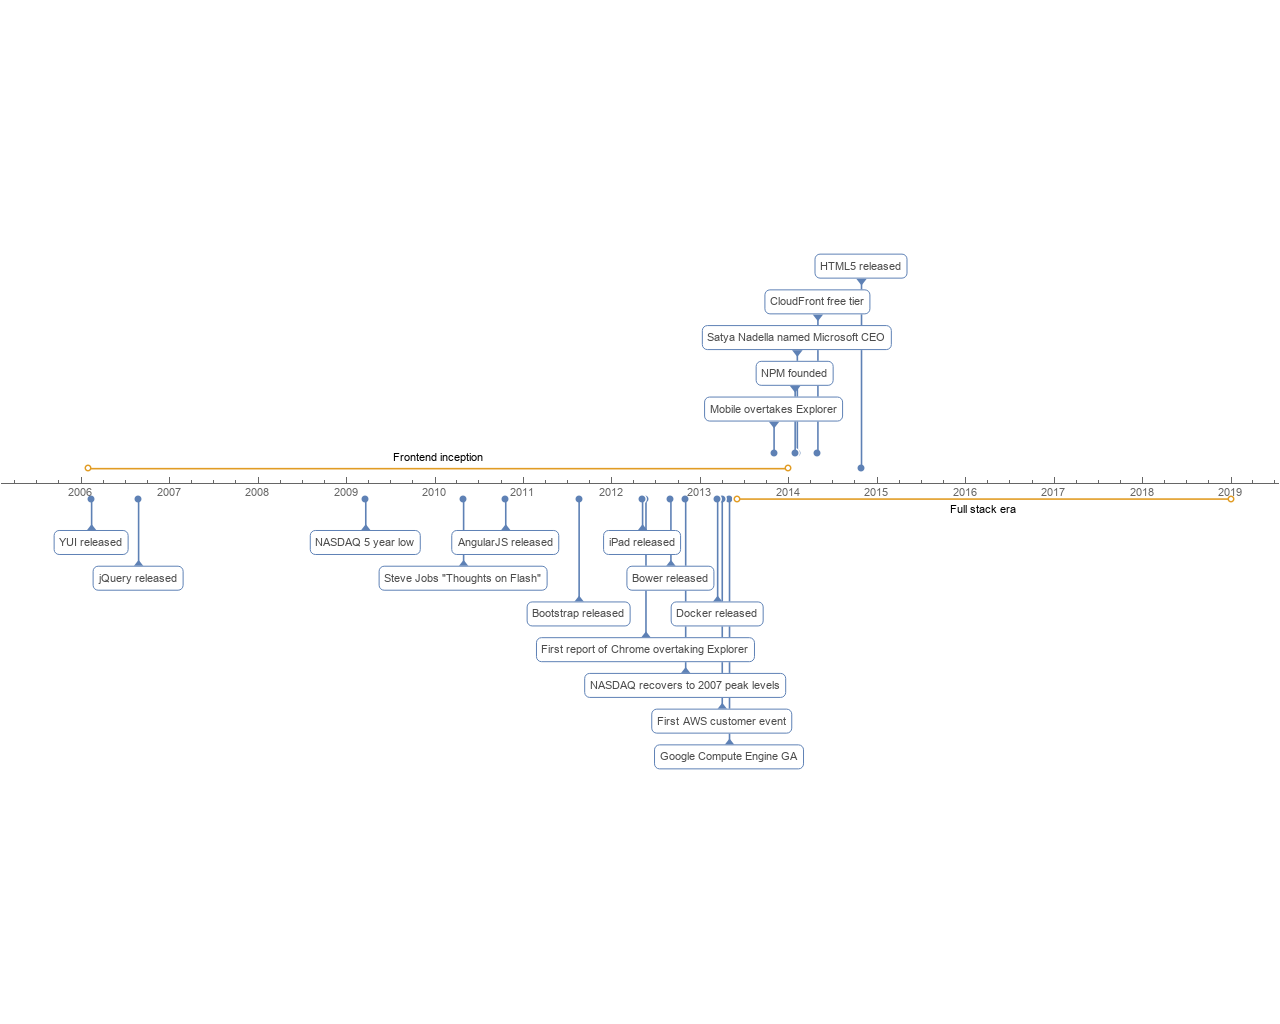 HTML5 released
CloudFront free tier
Satya Nadella named Microsoft CEO
NPM founded
Mobile overtakes Explorer
Frontend inception
2006 2007 2008 2009 2010 2011 2012 2013 2014 2015 2016 2017 2018 2019
Full stack era
YUI released
NASDAQ 5 year low
AngularJS released
iPad released
jQuery released
Steve Jobs "Thoughts on Flash"
Bower released
Bootstrap released
Docker released
First report of Chrome overtaking Explorer
NASDAQ recovers to 2007 peak levels
First AWS customer event
Google Compute Engine GA